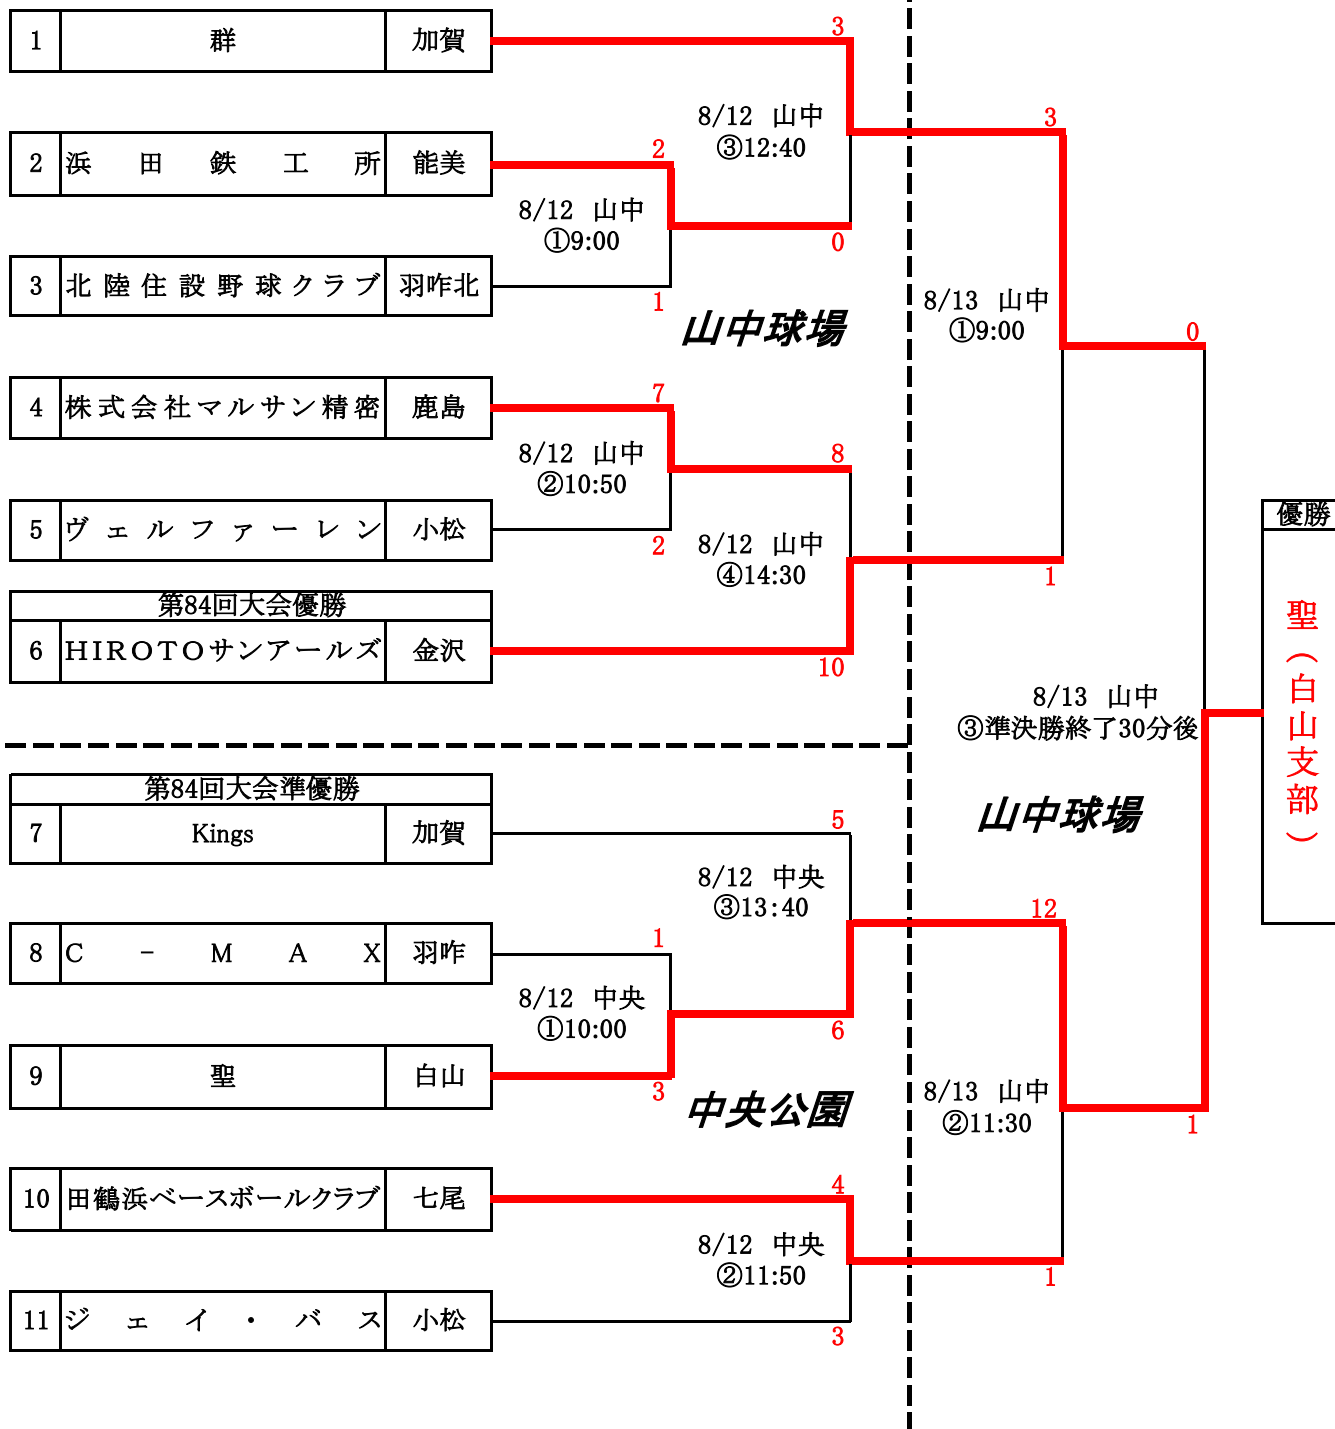 1 群 加賀
3
8/12 山中
③12:40
3
2 浜田鉄工所 能美
2
8/12 山中
①9:00
0
3 北陸住設野球クラブ 羽咋北
1
山中球場
8/13 山中
①9:00
0
4 株式会社マルサン精密 鹿島
7
8/12 山中
②10:50
8
5 ヴェルファーレン 小松
2
8/12 山中
④14:30
1
第84回大会優勝
6 HIROTOサンアールズ 金沢
10
優勝
聖(白山支部)
8/13 山中
③準決勝終了30分後
第84回大会準優勝
7 Kings 加賀
5
山中球場
8/12 中央
③13:40
12
8 C-MAX 羽咋
1
8/12 中央
①10:00
6
9 聖 白山
3
中央公園
8/13 山中
②11:30
1
10 田鶴浜ベースボールクラブ 七尾
4
8/12 中央
②11:50
1
11 ジェイ・バス 小松
3